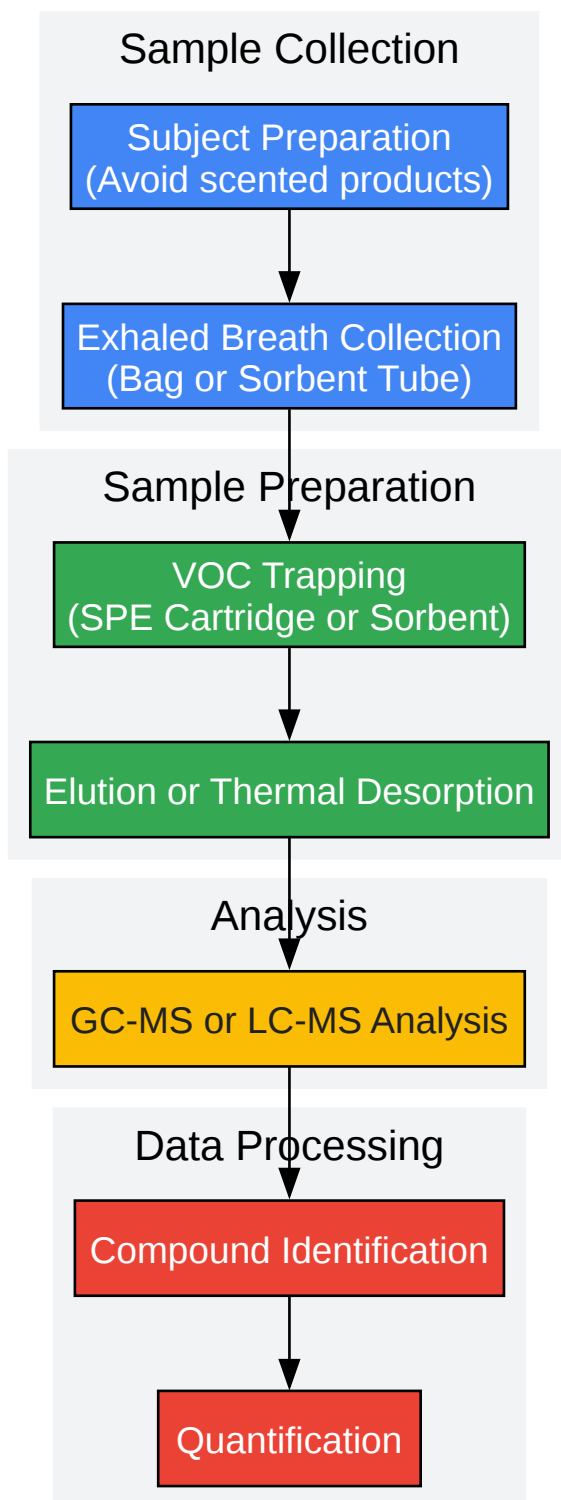 Sample Collection
Subject Preparation
(Avoid scented products)
Exhaled Breath Collection
(Bag or Sorbent Tube)
Sample Preparation
VOC Trapping
(SPE Cartridge or Sorbent)
Elution or Thermal Desorption
Analysis
GC-MS or LC-MS Analysis
Data Processing
Compound Identification
Quantification